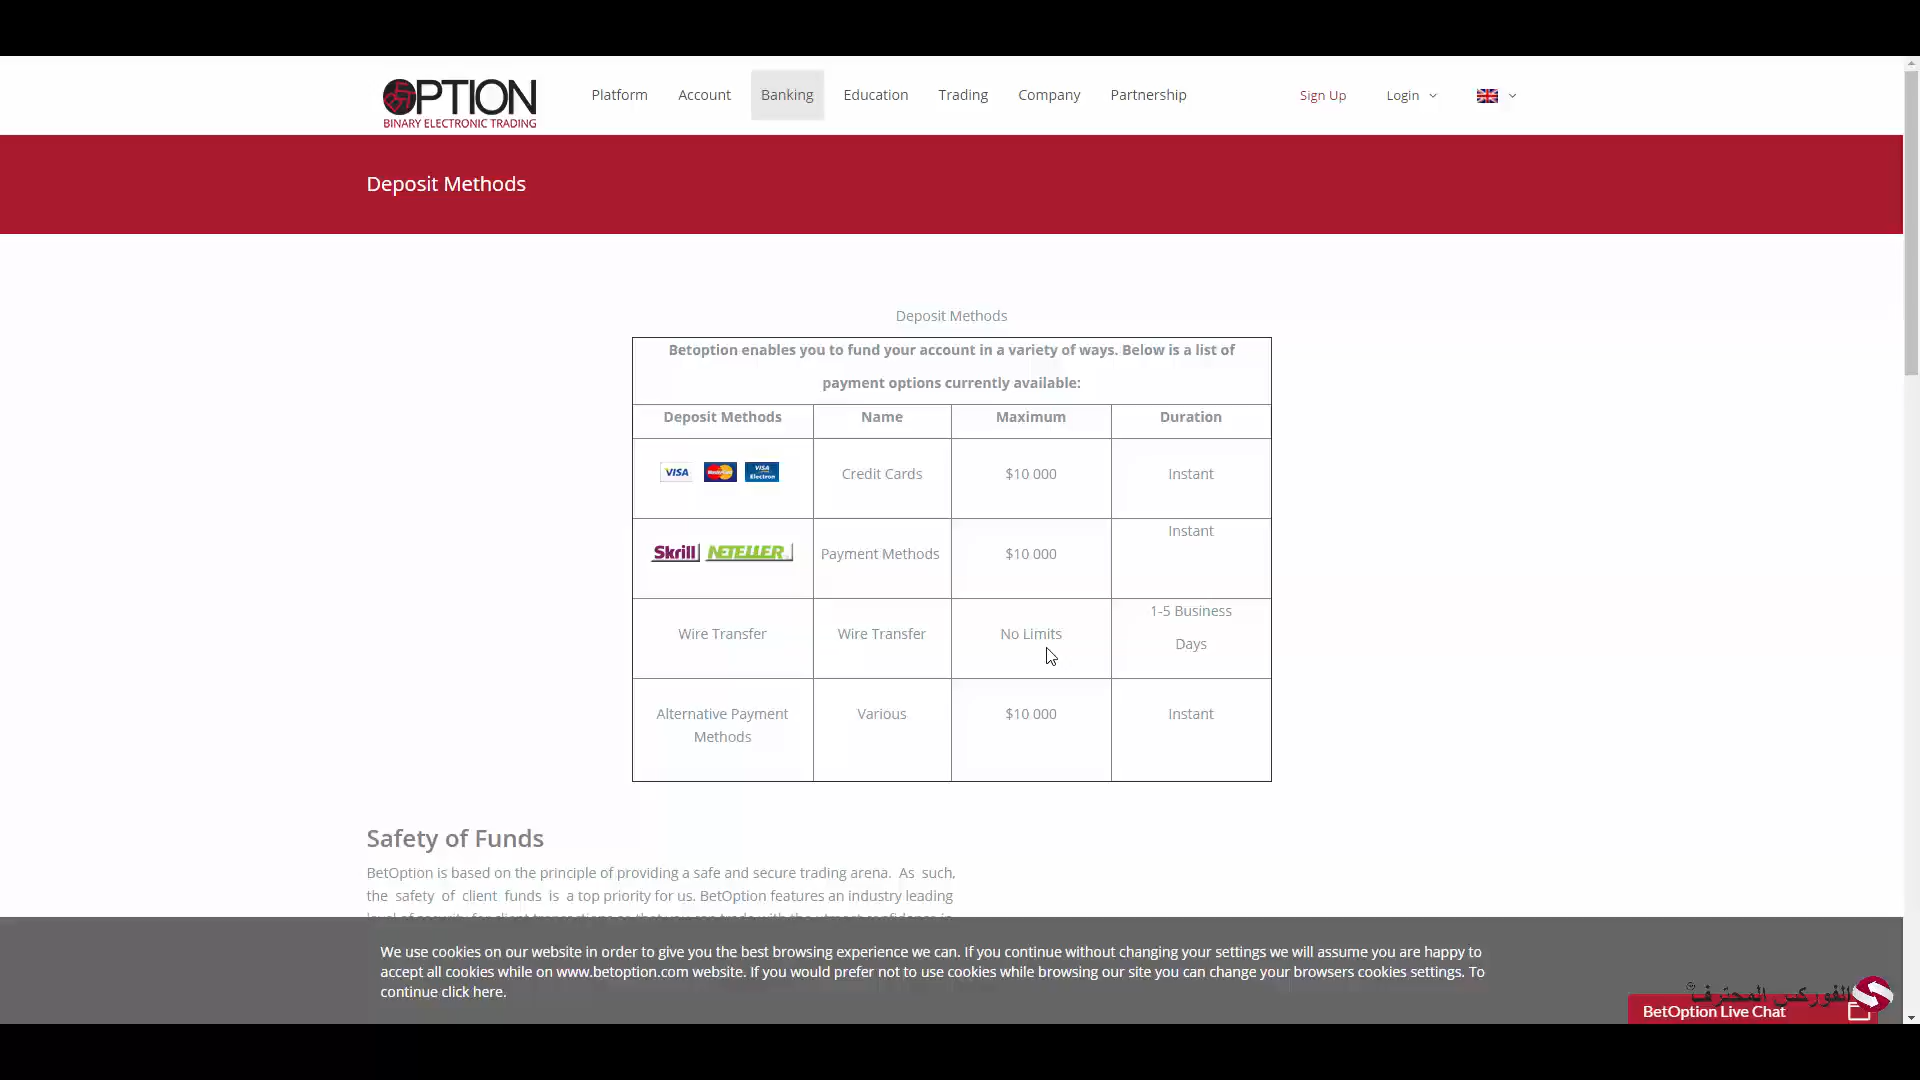 OPTION
BINARY ELECTRONIC TRADING
Platform Account Banking Education Trading Company Partnership Sign Up Login
Deposit Methods
Deposit Methods
Betoption enables you to fund your account in a variety of ways. Below is a list of
payment options currently available:
Deposit Methods Name Maximum Duration
VISA MasterCard VISA Electron Credit Cards $10 000 Instant
Skrill NETELLER Payment Methods $10 000 Instant
Wire Transfer Wire Transfer No Limits 1-5 Business
Days
Alternative Payment Various $10 000 Instant
Methods
Safety of Funds
BetOption is based on the principle of providing a safe and secure trading arena. As such,
the safety of client funds is a top priority for us. BetOption features an industry leading
We use cookies on our website in order to give you the best browsing experience we can. If you continue without changing your settings we will assume you are happy to
accept all cookies while on www.betoption.com website. If you would prefer not to use cookies while browsing our site you can change your browsers cookies settings. To
continue click here.
الفوركس المحترف
BetOption Live Chat